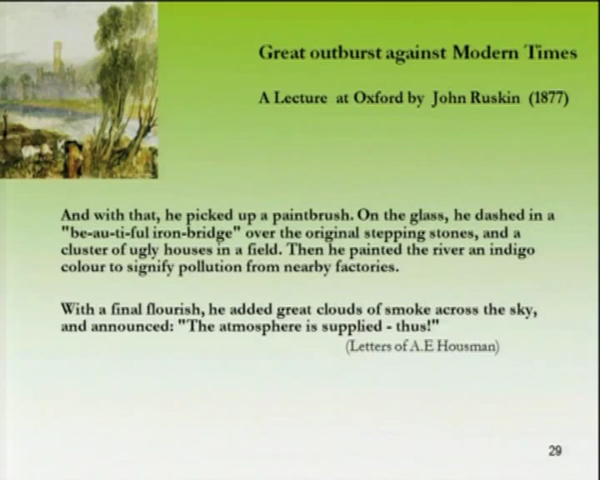 Great outburst against Modern Times
A Lecture at Oxford by John Ruskin (1877)
And with that, he picked up a paintbrush. On the glass, he dashed in a
"be-au-ti-ful iron-bridge" over the original stepping stones, and a
cluster of ugly houses in a field. Then he painted the river an indigo
colour to signify pollution from nearby factories.
With a final flourish, he added great clouds of smoke across the sky,
and announced: "The atmosphere is supplied - thus!"
(Letters of A.E Housman)
29